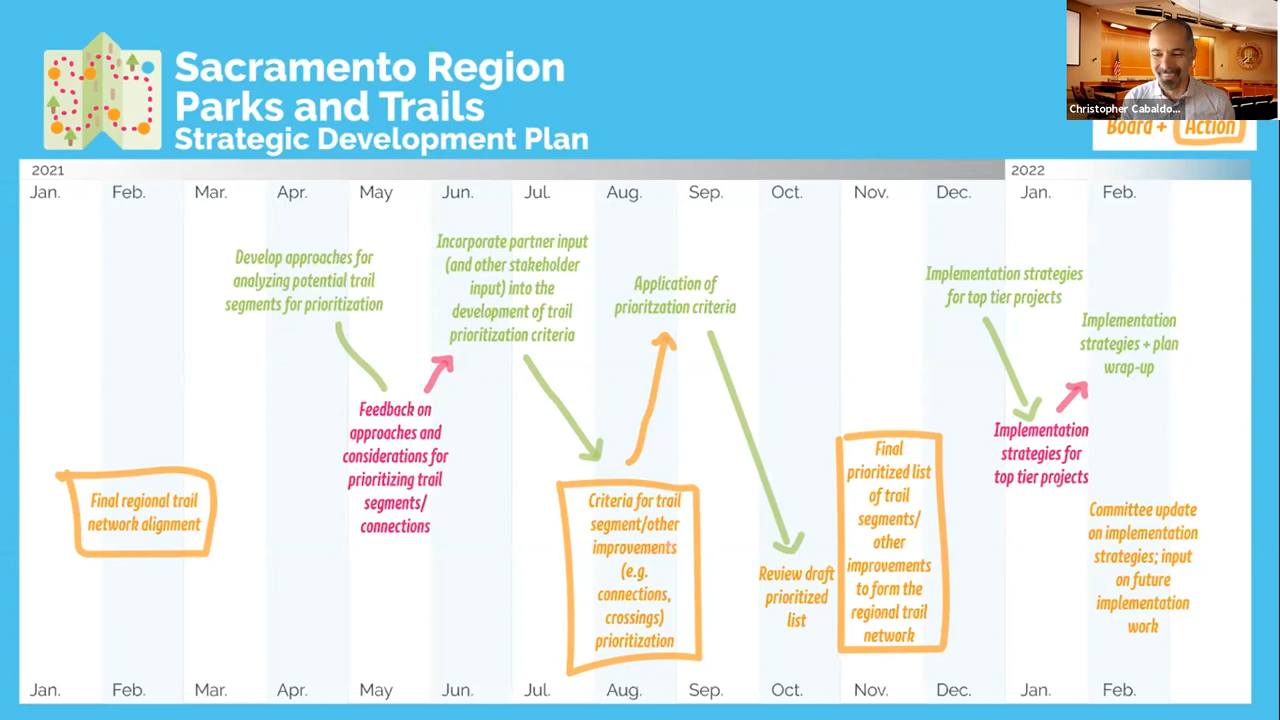 Sacramento Region
Parks and Trails
Strategic Development Plan
Christopher Cabaldo...
Board + Action
2021
2022
Jan.
Feb.
Mar.
Apr.
May
Jun.
Jul.
Aug.
Sep.
Oct.
Nov.
Dec.
Jan.
Feb.
Develop approaches for
analyzing potential trail
segments for prioritization
Incorporate partner input
(and other stakeholder
input) into the
development of trail
prioritization criteria
Application of
prioritzation criteria
Implementation strategies
for top tier projects
Implementation
strategies + plan
wrap-up
Feedback on
approaches and
considerations for
prioritizing trail
segments/
connections
Implementation
strategies for
top tier projects
Final regional trail
network alignment
Criteria for trail
segment/other
improvements
(e.g.
connections,
crossings)
prioritization
Review draft
prioritized
list
Final
prioritized list
of trail
segments/
other
improvements
to form the
regional trail
network
Committee update
on implementation
strategies; input
on future
implementation
work
Jan.
Feb.
Mar.
Apr.
May
Jun.
Jul.
Aug.
Sep.
Oct.
Nov.
Dec.
Jan.
Feb.